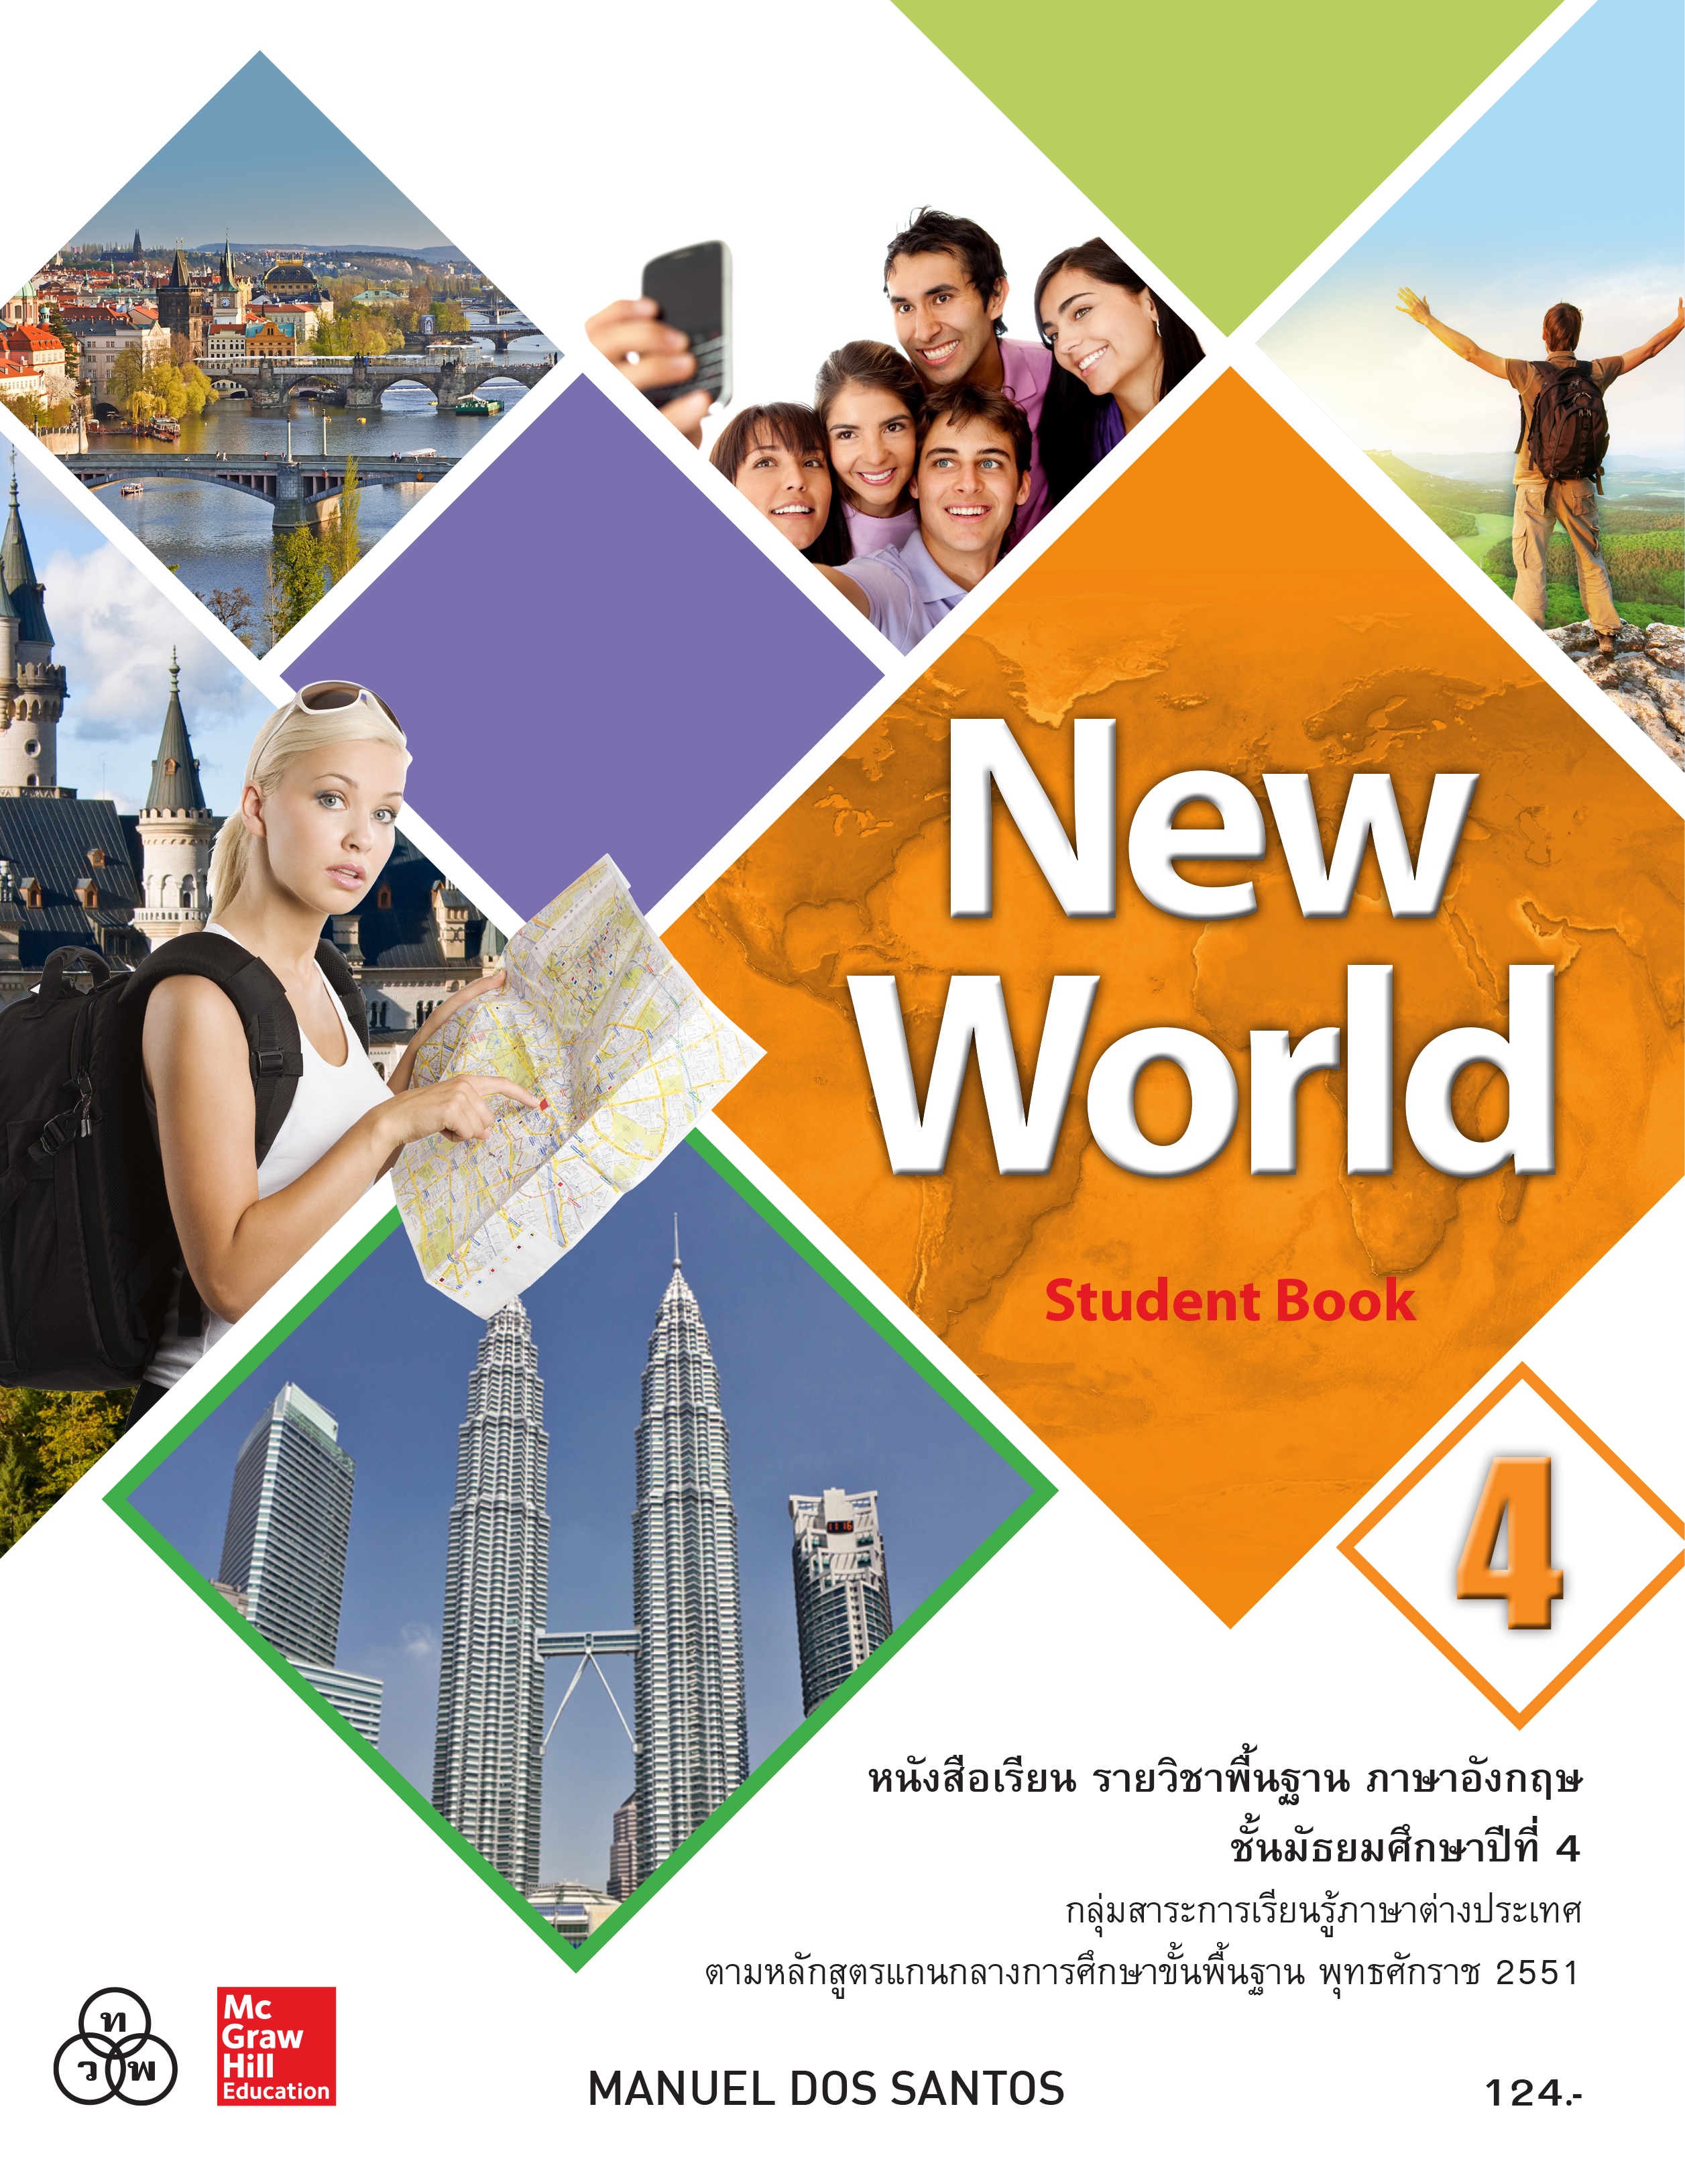 New
World
Student Book
4
11:16
หนังสือเรียน รายวิชาพื้นฐาน ภาษาอังกฤษ
ชั้นมัธยมศึกษาปีที่ 4
กลุ่มสาระการเรียนรู้ภาษาต่างประเทศ
ตามหลักสูตรแกนกลางการศึกษาขั้นพื้นฐาน พุทธศักราช 2551
ท
ว พ
Mc
Graw
Hill
Education
MANUEL DOS SANTOS
124.-